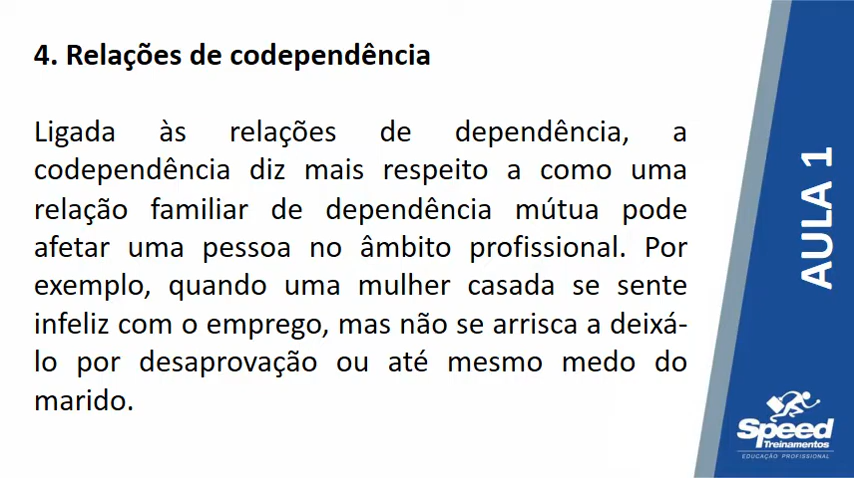 4. Relações de codependência
Ligada às relações de dependência, a
codependência diz mais respeito a como uma
relação familiar de dependência mútua pode
afetar uma pessoa no âmbito profissional. Por
exemplo, quando uma mulher casada se sente
infeliz com o emprego, mas não se arrisca a deixá-
lo por desaprovação ou até mesmo medo do
marido.
AULA 1
Speed
Treinamentos
EDUCAÇÃO PROFISSIONAL